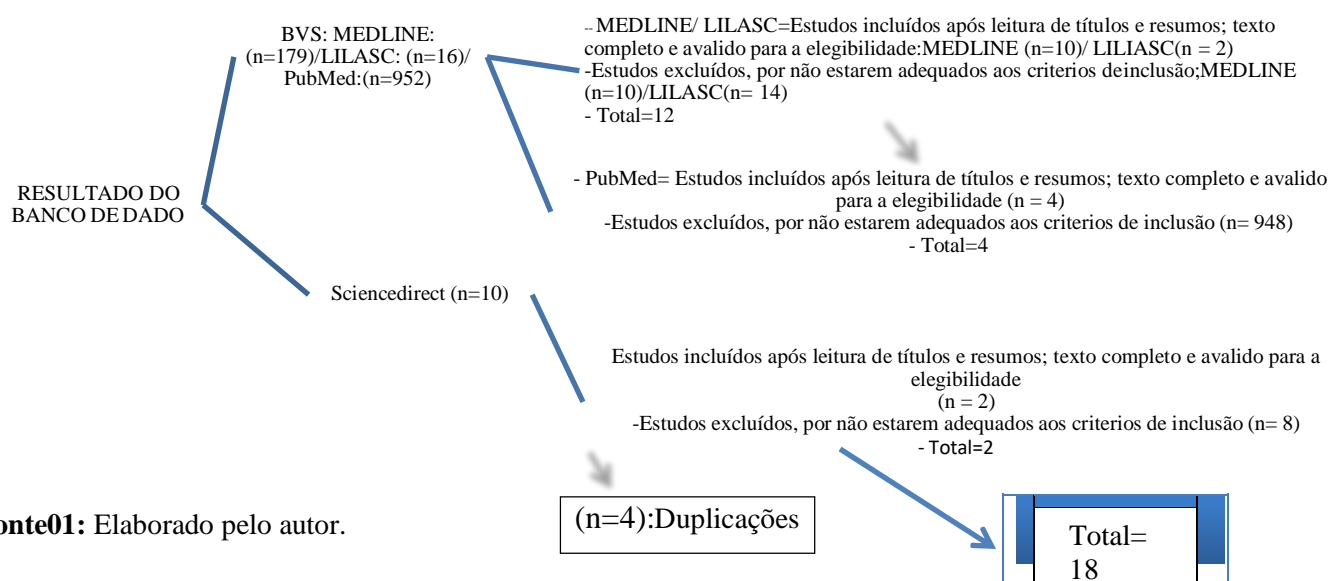 RESULTADO DO
BANCO DE DADO
BVS: MEDLINE:
(n=179)/LILASC: (n=16)/
PubMed:(n=952)
-- MEDLINE/ LILASC=Estudos incluídos após leitura de títulos e resumos; texto
completo e avalido para a elegibilidade:MEDLINE (n=10)/ LILIASC(n = 2)
-Estudos excluídos, por não estarem adequados aos criterios deinclusão;MEDLINE
(n=10)/LILASC(n= 14)
- Total=12
- PubMed= Estudos incluídos após leitura de títulos e resumos; texto completo e avalido
para a elegibilidade (n = 4)
-Estudos excluídos, por não estarem adequados aos criterios de inclusão (n= 948)
- Total=4
Sciencedirect (n=10)
Estudos incluídos após leitura de títulos e resumos; texto completo e avalido para a
elegibilidade
(n = 2)
-Estudos excluídos, por não estarem adequados aos criterios de inclusão (n= 8)
- Total=2
(n=4):Duplicações
Total=
18
onte01: Elaborado pelo autor.